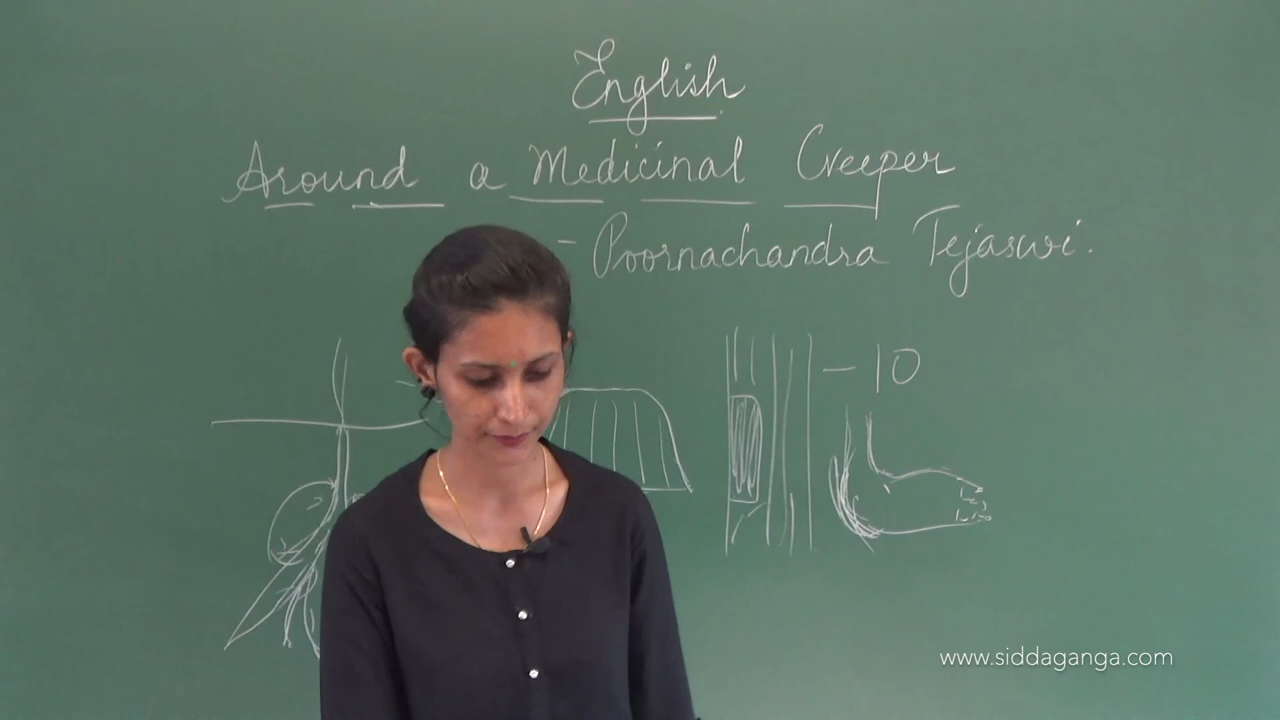 English
Around a Medicinal Creeper
- Poornachandra Tejaswi.
- 10
www.siddaganga.com